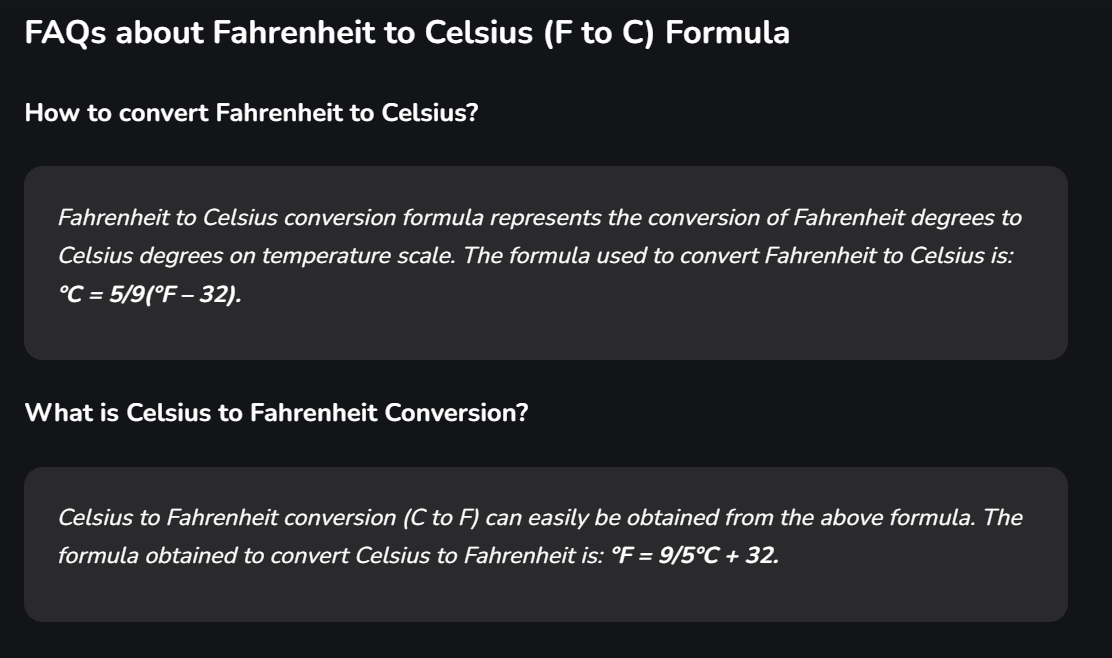 FAQs about Fahrenheit to Celsius (F to C) Formula
How to convert Fahrenheit to Celsius?
Fahrenheit to Celsius conversion formula represents the conversion of Fahrenheit degrees to
Celsius degrees on temperature scale. The formula used to convert Fahrenheit to Celsius is:
°C = 5/9(°F – 32).
What is Celsius to Fahrenheit Conversion?
Celsius to Fahrenheit conversion (C to F) can easily be obtained from the above formula. The
formula obtained to convert Celsius to Fahrenheit is: °F = 9/5°C + 32.